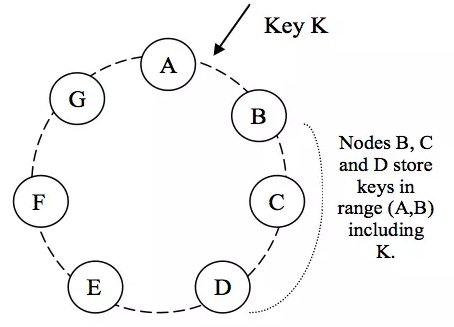 Key K
A
B
G
C
F
D
E
Nodes B, C
and D store
keys in
range (A,B)
including
K.